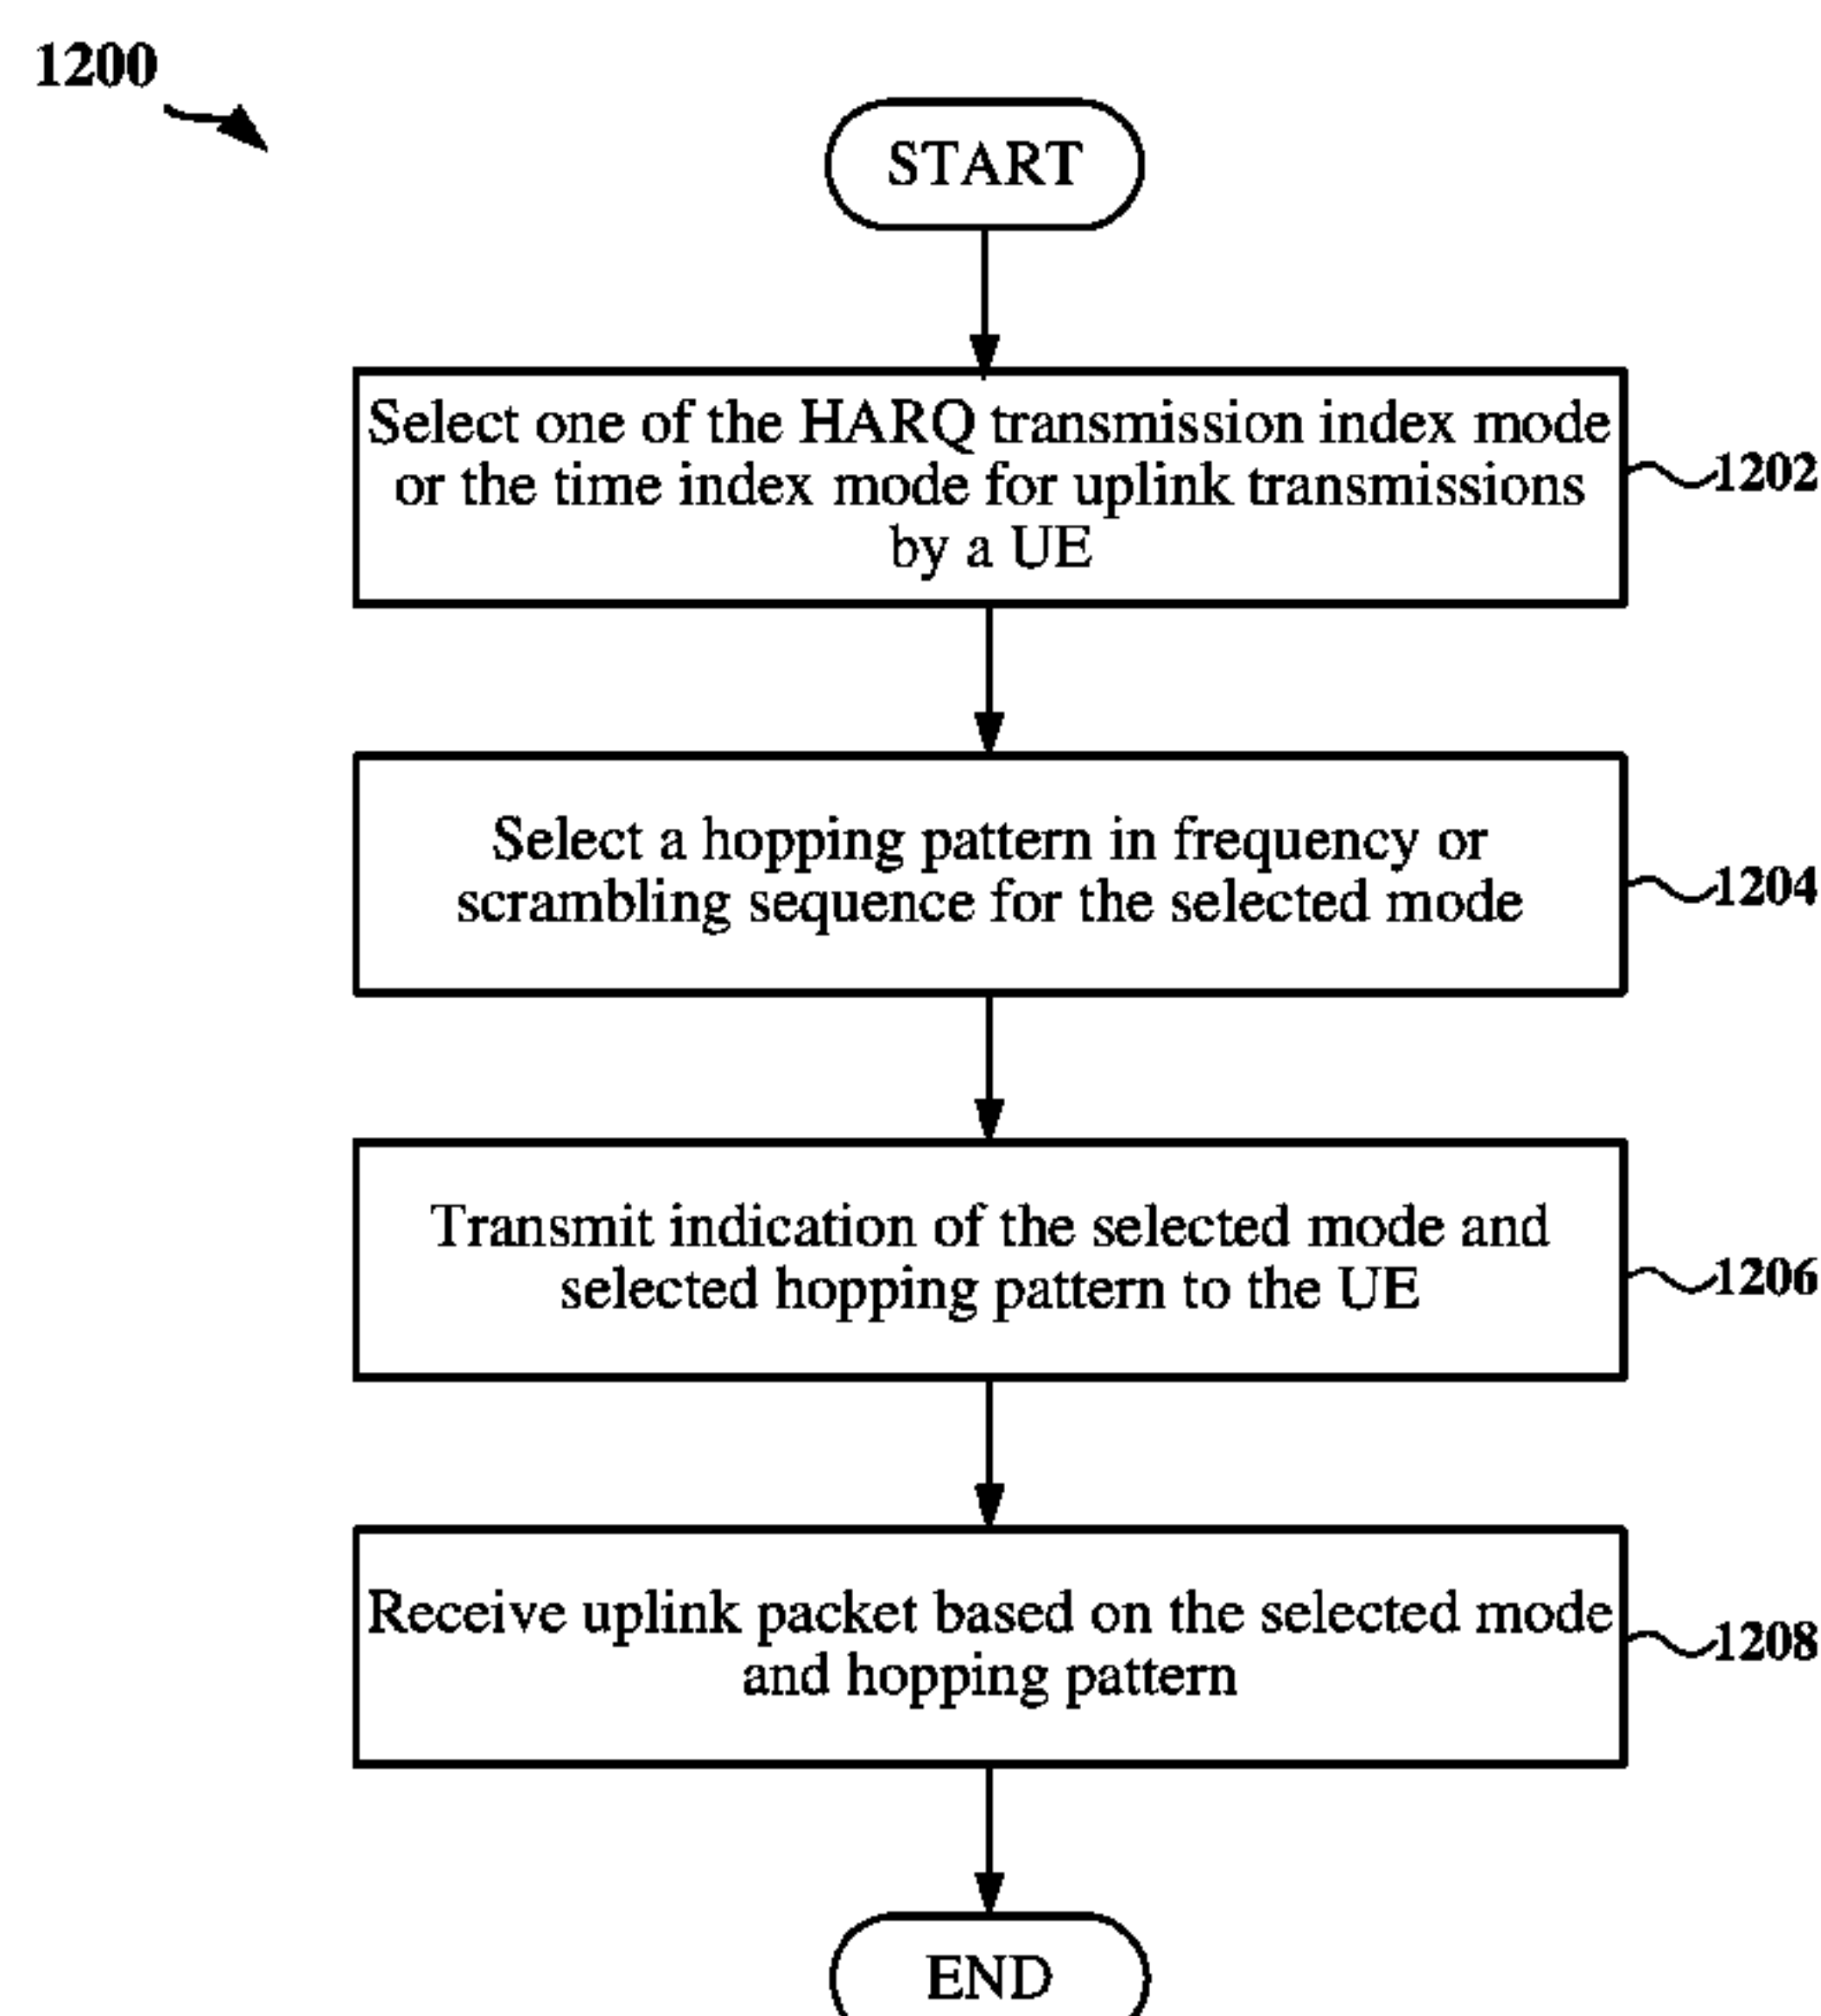 1200
START
Select one of the HARQ transmission index mode
or the time index mode for uplink transmissions
by a UE
1202
Select a hopping pattern in frequency or
scrambling sequence for the selected mode
1204
Transmit indication of the selected mode and
selected hopping pattern to the UE
1206
Receive uplink packet based on the selected mode
and hopping pattern
1208
END